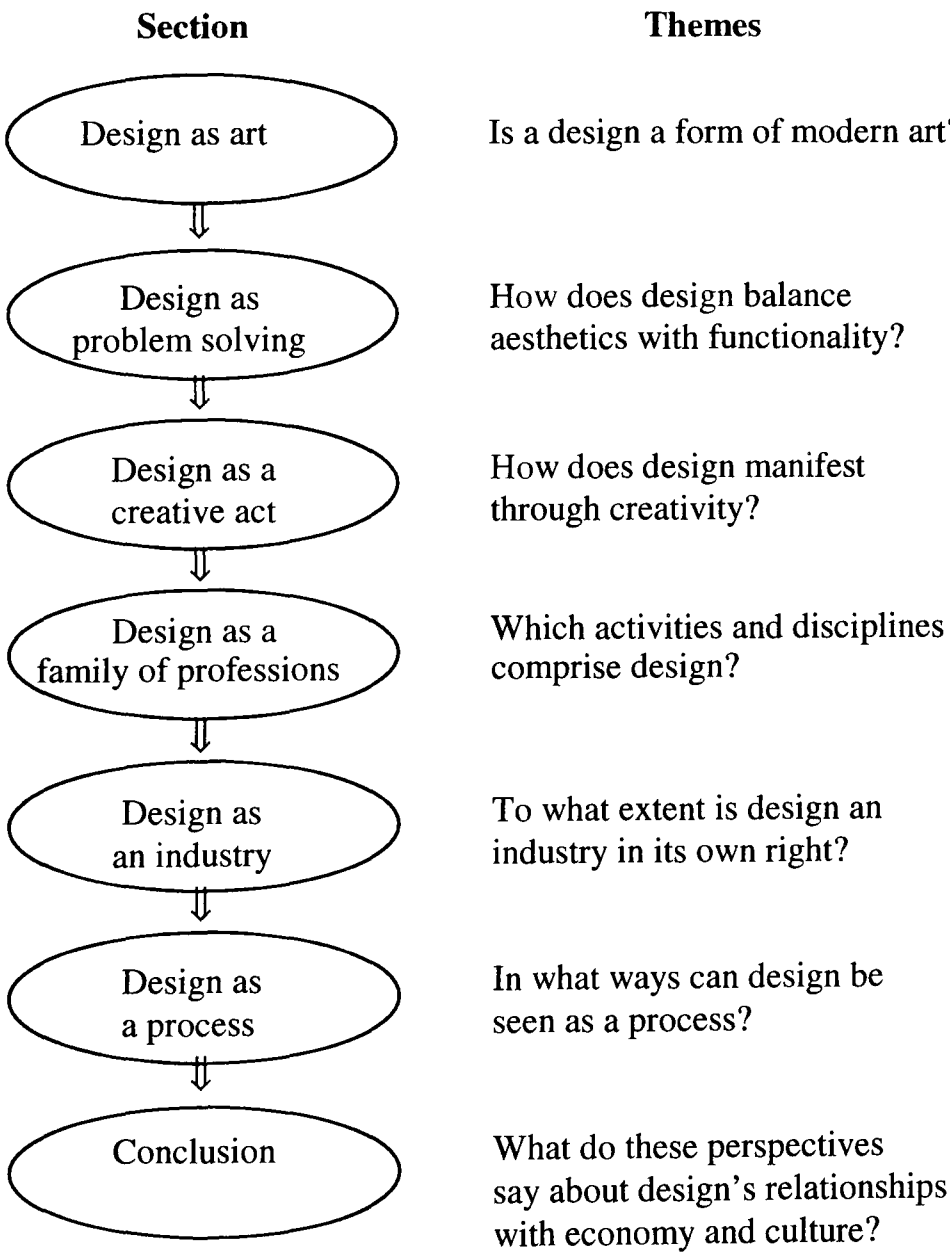 Section
Themes
Design as art
Is a design a form of modern art?
Design as
problem solving
How does design balance
aesthetics with functionality?
Design as a
creative act
How does design manifest
through creativity?
Design as a
family of professions
Which activities and disciplines
comprise design?
Design as
an industry
To what extent is design an
industry in its own right?
Design as
a process
In what ways can design be
seen as a process?
Conclusion
What do these perspectives
say about design's relationships
with economy and culture?